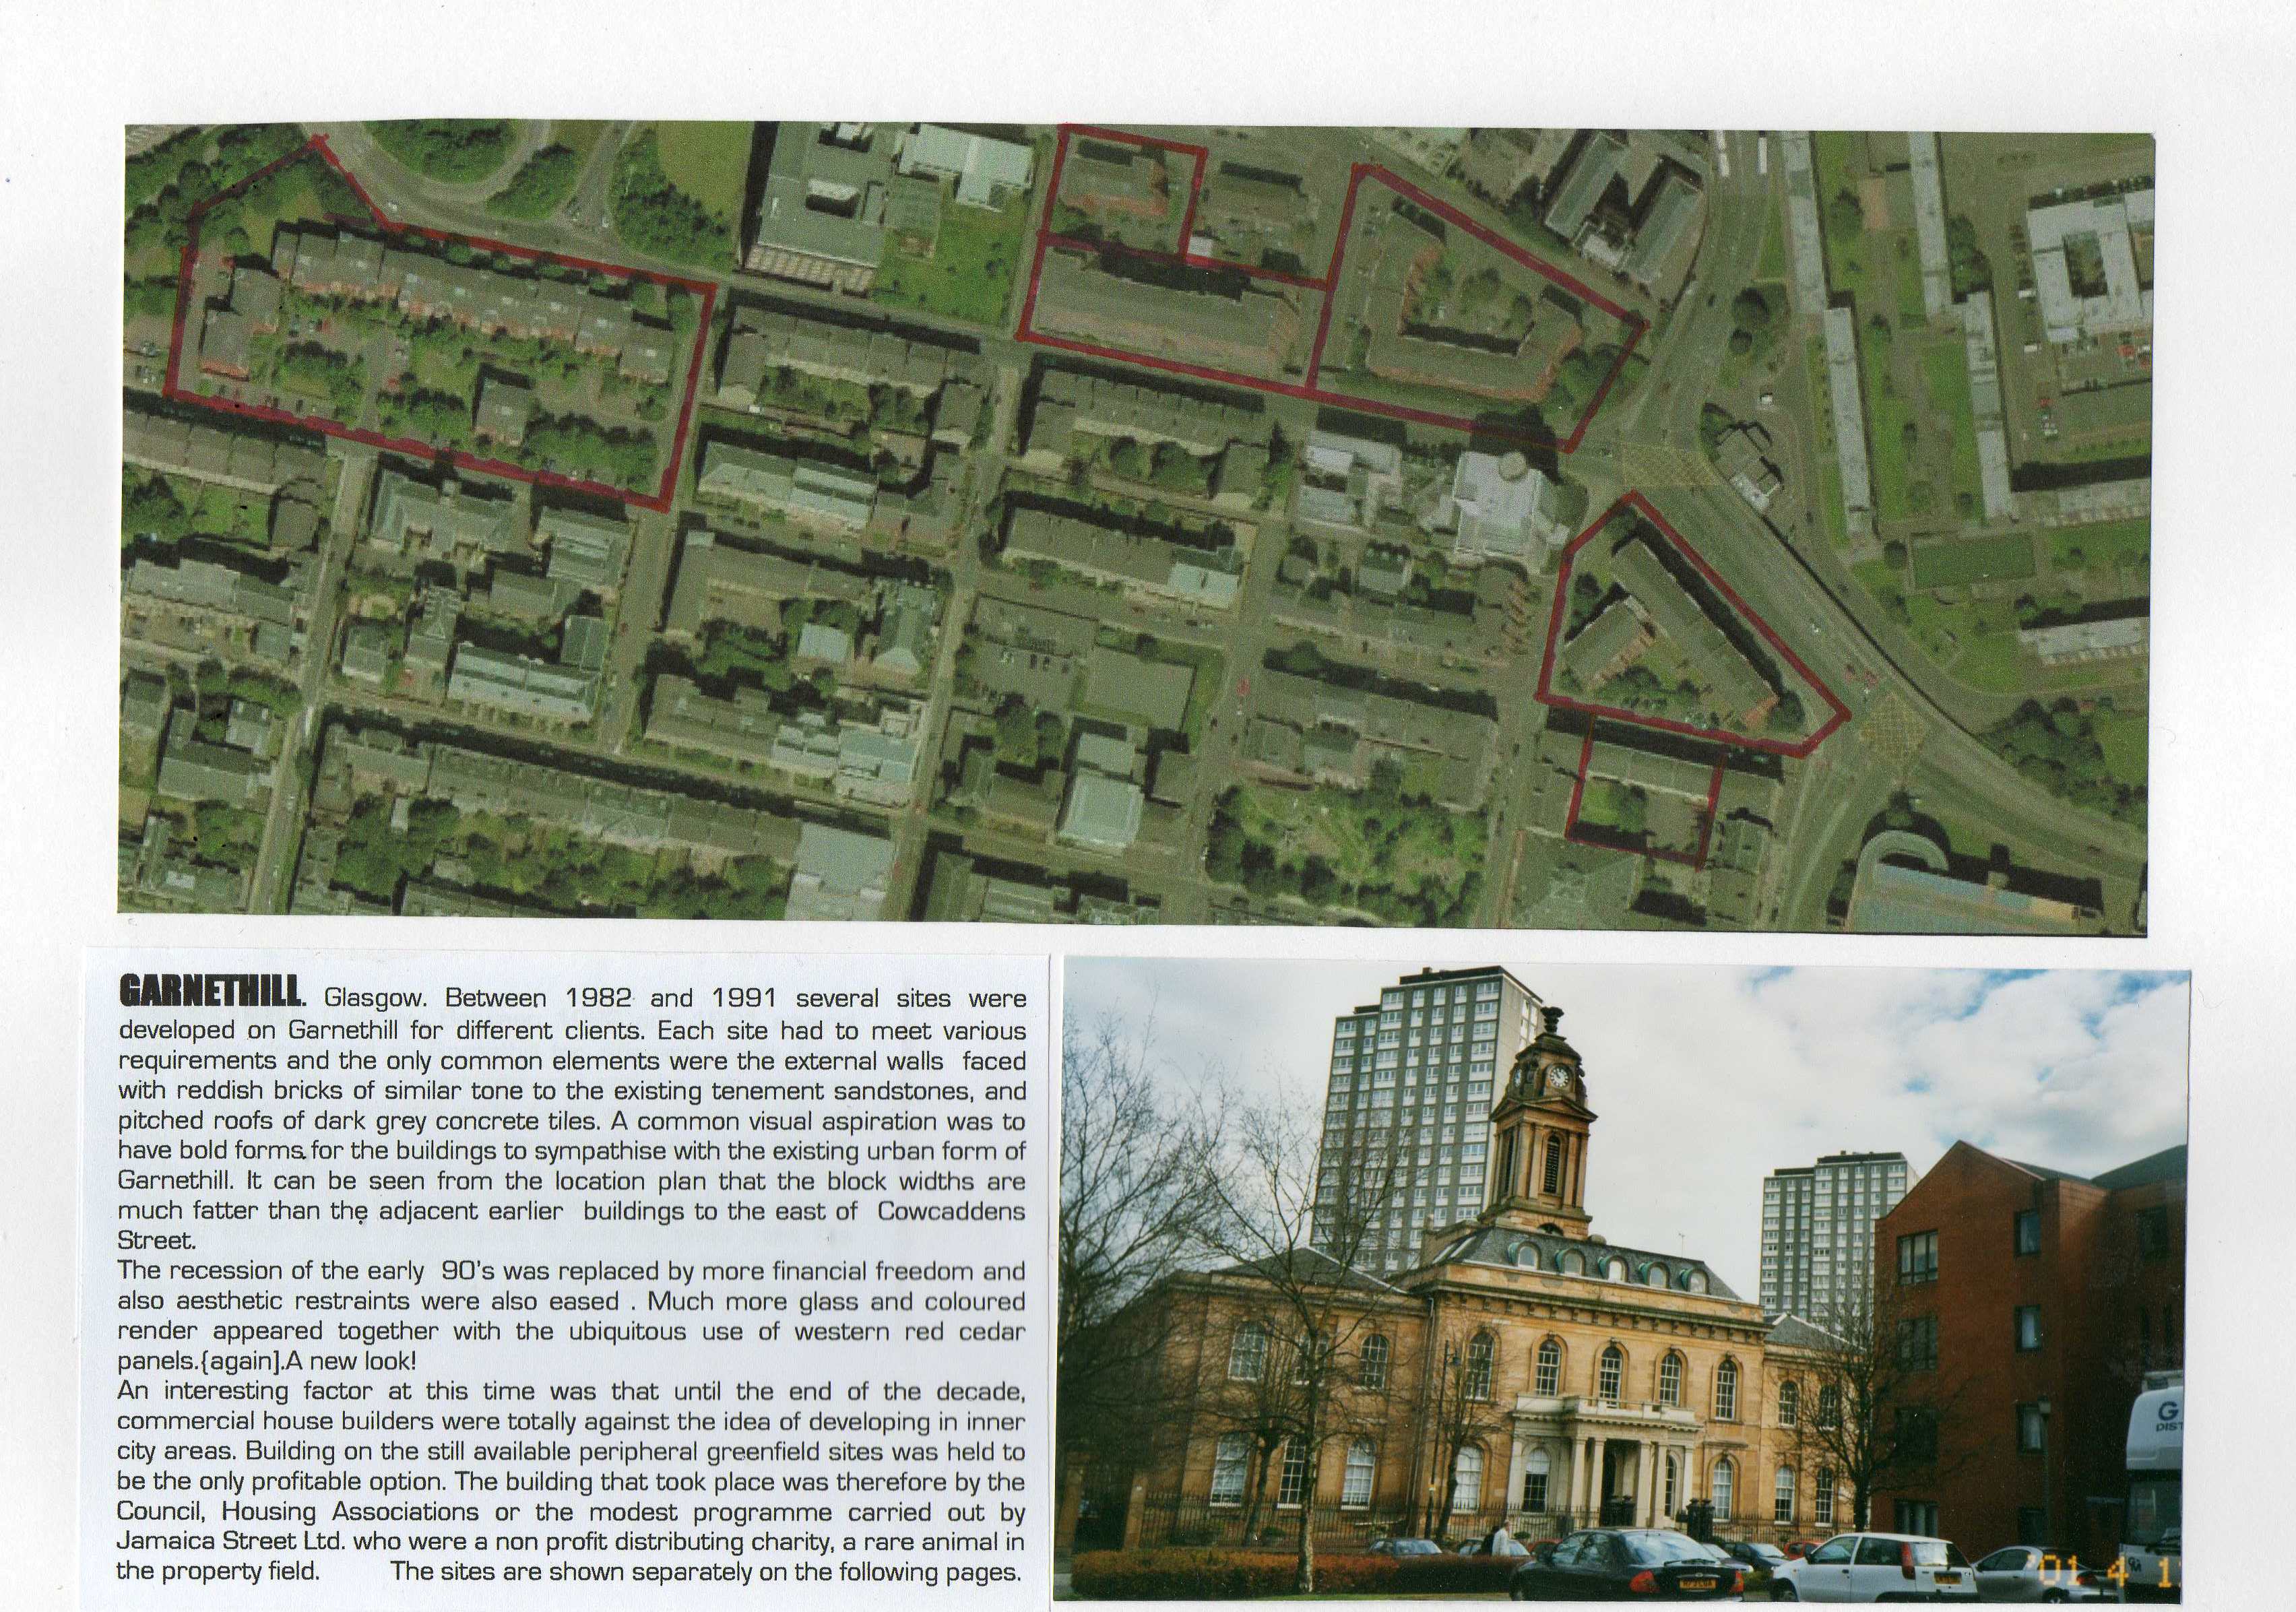 GARNETHILL. Glasgow. Between 1982 and 1991 several sites were
developed on Garnethill for different clients. Each site had to meet various
requirements and the only common elements were the external walls faced
with reddish bricks of similar tone to the existing tenement sandstones, and
pitched roofs of dark grey concrete tiles. A common visual aspiration was to
have bold forms for the buildings to sympathise with the existing urban form of
Garnethill. It can be seen from the location plan that the block widths are
much fatter than the adjacent earlier buildings to the east of Cowcaddens
Street.
The recession of the early 90's was replaced by more financial freedom and
also aesthetic restraints were also eased . Much more glass and coloured
render appeared together with the ubiquitous use of western red cedar
panels.{again].A new look!
An interesting factor at this time was that until the end of the decade,
commercial house builders were totally against the idea of developing in inner
city areas. Building on the still available peripheral greenfield sites was held to
be the only profitable option. The building that took place was therefore by the
Council, Housing Associations or the modest programme carried out by
Jamaica Street Ltd. who were a non profit distributing charity, a rare animal in
the property field. The sites are shown separately on the following pages.
G
DIST
'01 4 1